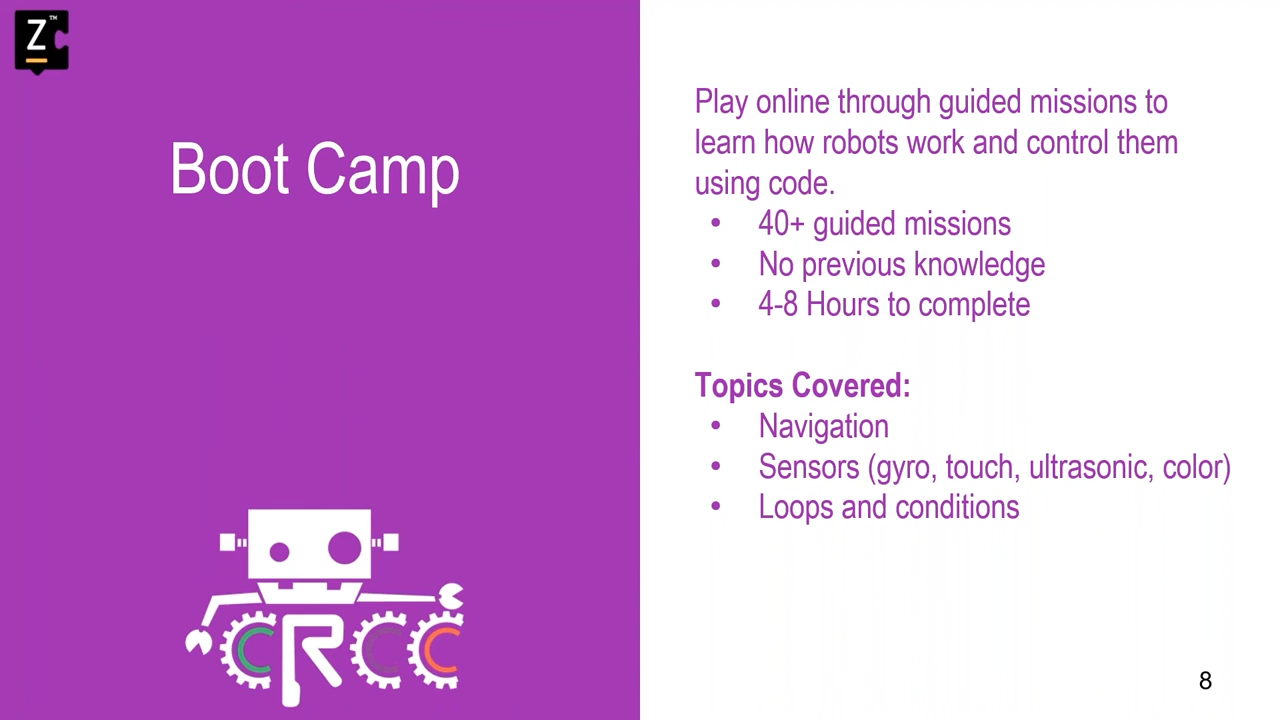 Z™
Boot Camp
CRCC
Play online through guided missions to
learn how robots work and control them
using code.
• 40+ guided missions
• No previous knowledge
• 4-8 Hours to complete
Topics Covered:
• Navigation
• Sensors (gyro, touch, ultrasonic, color)
• Loops and conditions
8